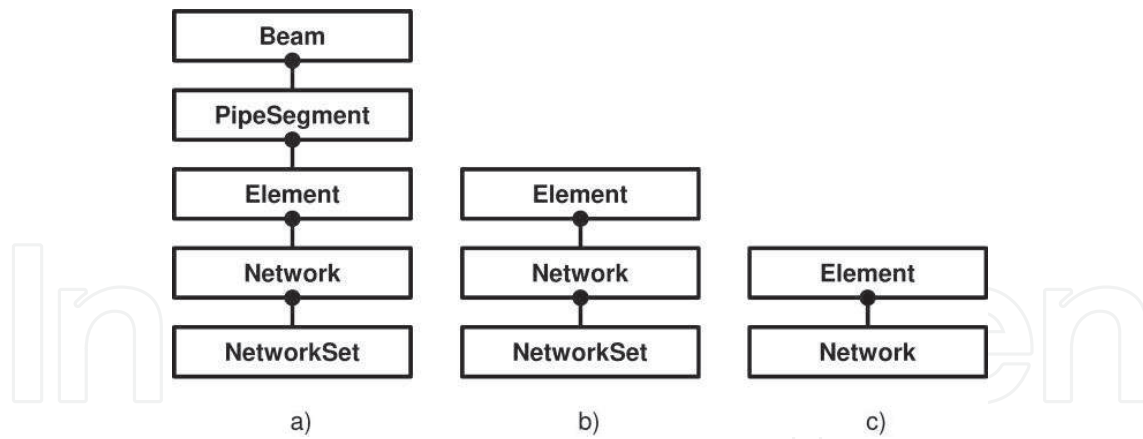 Beam
PipeSegment
Element
Network
NetworkSet
a)
Element
Network
NetworkSet
b)
Element
Network
c)